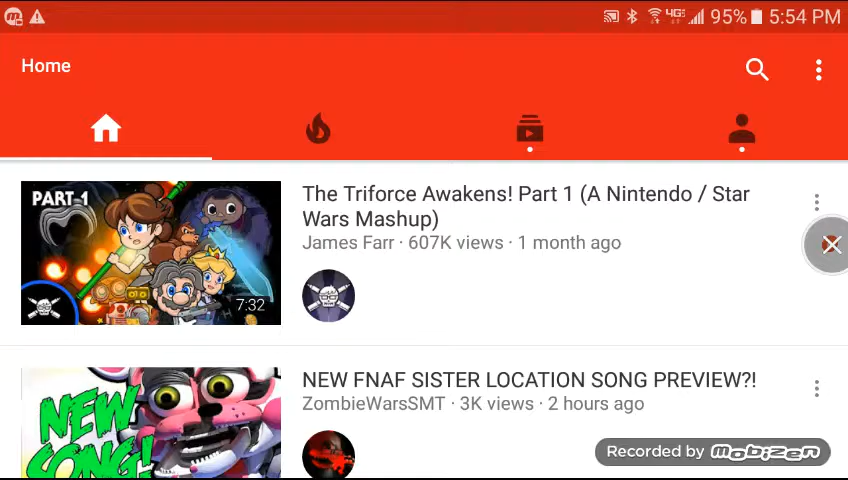 4G
95% 5:54 PM
Home
PART-1
7:32
The Triforce Awakens! Part 1 (A Nintendo / Star
Wars Mashup)
James Farr · 607K views · 1 month ago
NEW
SONG!
NEW FNAF SISTER LOCATION SONG PREVIEW?!
ZombieWarsSMT · 3K views · 2 hours ago
Recorded by MOBIZEN